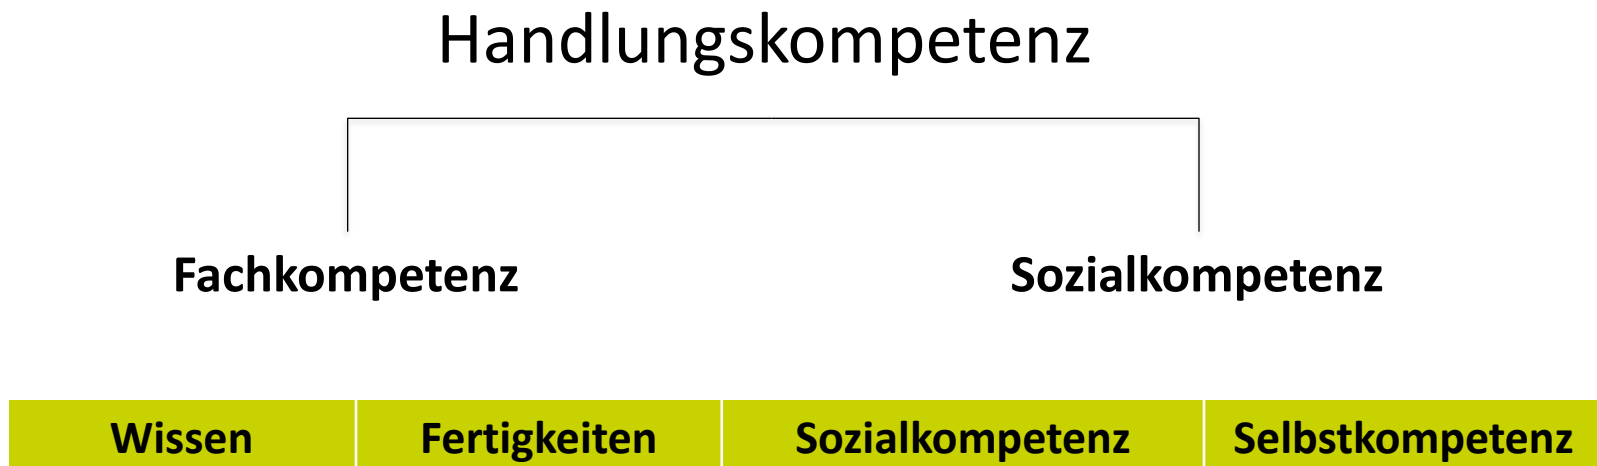 Handlungskompetenz
Fachkompetenz Sozialkompetenz
Wissen Fertigkeiten Sozialkompetenz Selbstkompetenz